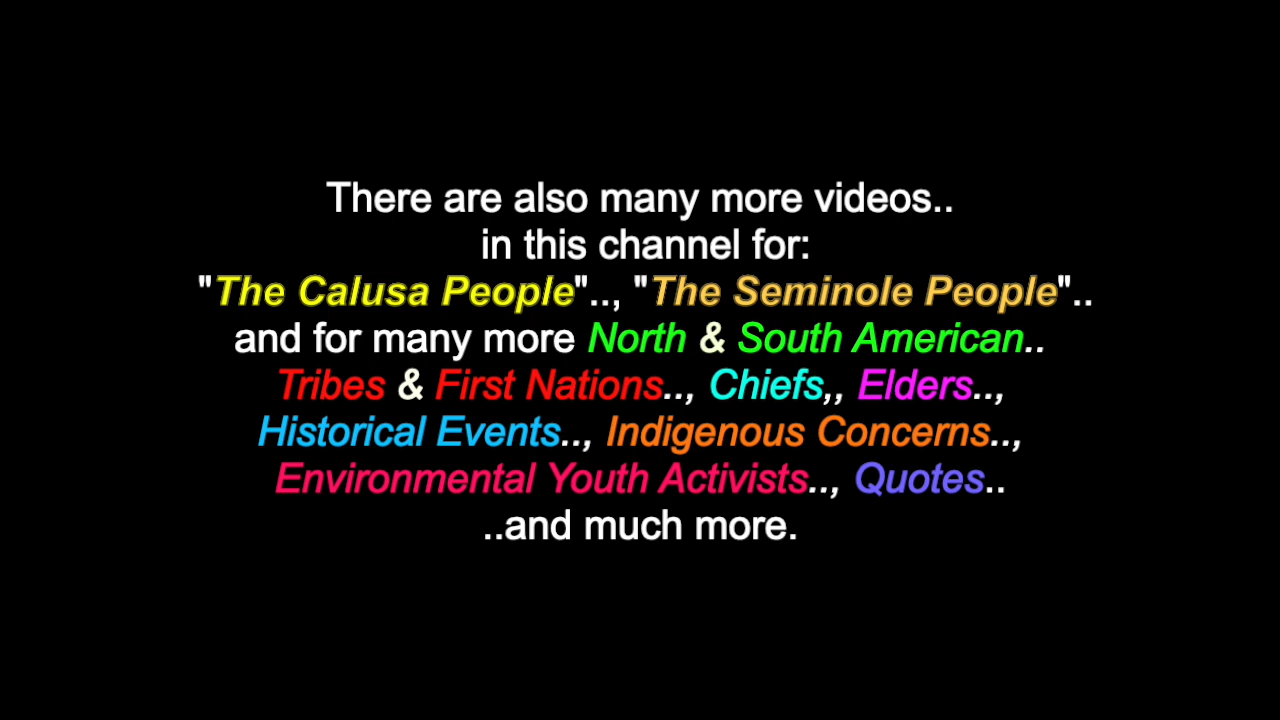 There are also many more videos..
in this channel for:
"The Calusa People".., "The Seminole People"..
and for many more North & South American..
Tribes & First Nations.., Chiefs,, Elders..,
Historical Events.., Indigenous Concerns..,
Environmental Youth Activists.., Quotes..
..and much more.